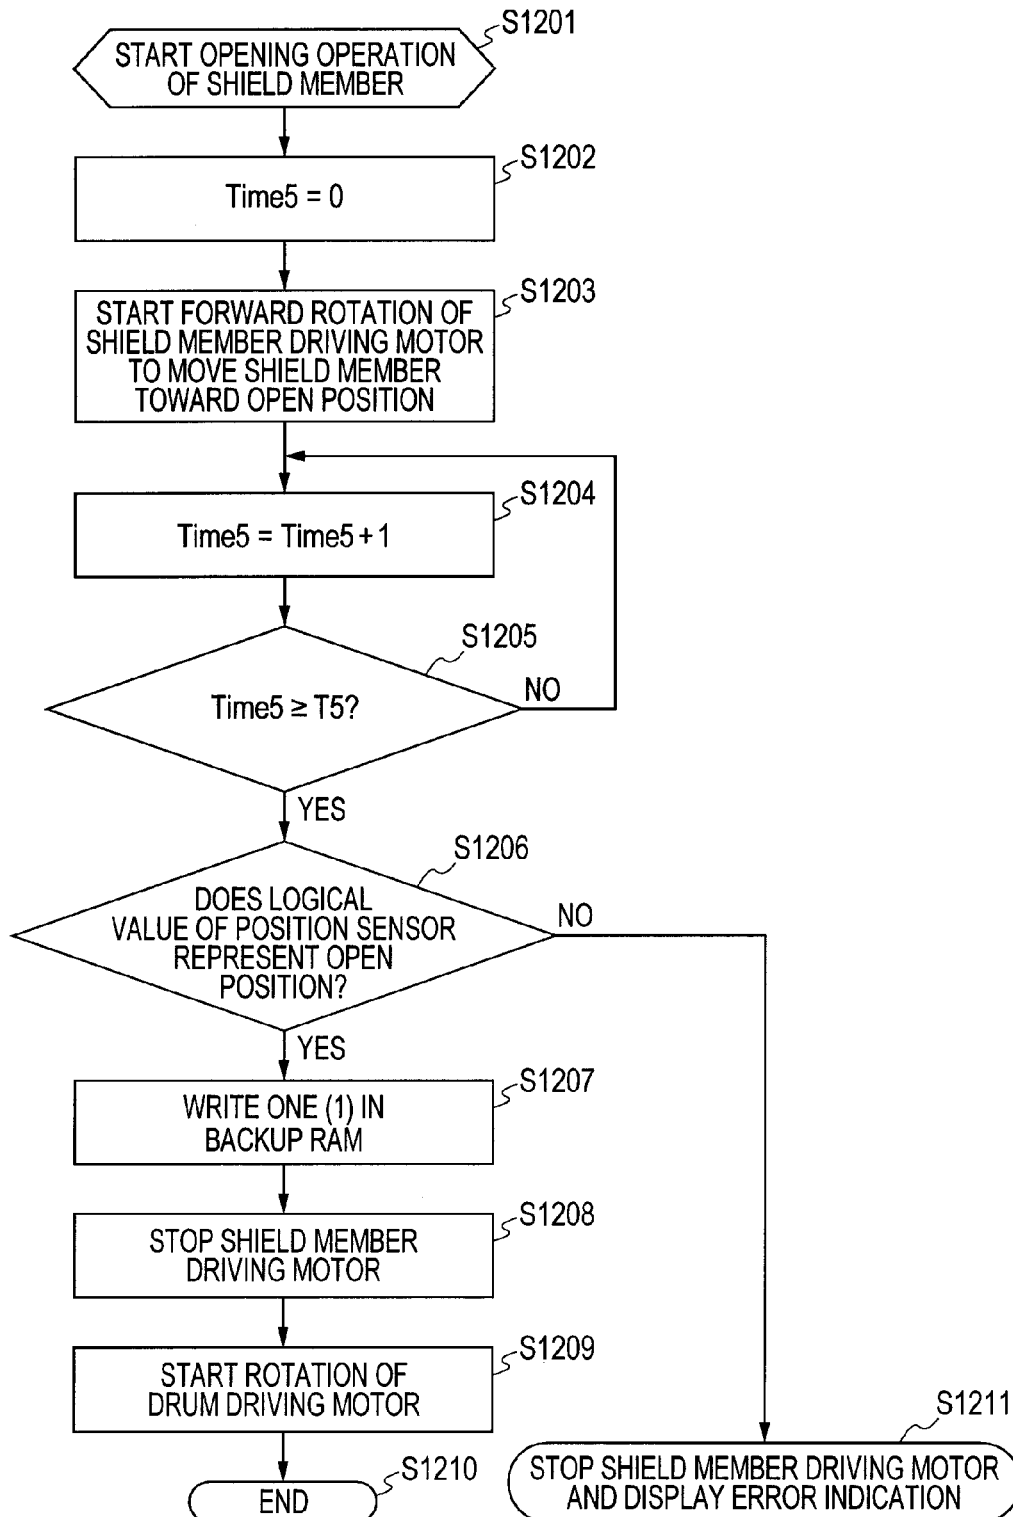 S1201
START OPENING OPERATION
OF SHIELD MEMBER
S1202
Time5 = 0
S1203
START FORWARD ROTATION OF
SHIELD MEMBER DRIVING MOTOR
TO MOVE SHIELD MEMBER
TOWARD OPEN POSITION
S1204
Time5 = Time5 + 1
S1205
Time5 ≥ T5?
NO
YES
S1206
DOES LOGICAL
VALUE OF POSITION SENSOR
REPRESENT OPEN
POSITION?
NO
YES
S1207
WRITE ONE (1) IN
BACKUP RAM
S1208
STOP SHIELD MEMBER
DRIVING MOTOR
S1209
START ROTATION OF
DRUM DRIVING MOTOR
S1210
END
S1211
STOP SHIELD MEMBER DRIVING MOTOR
AND DISPLAY ERROR INDICATION